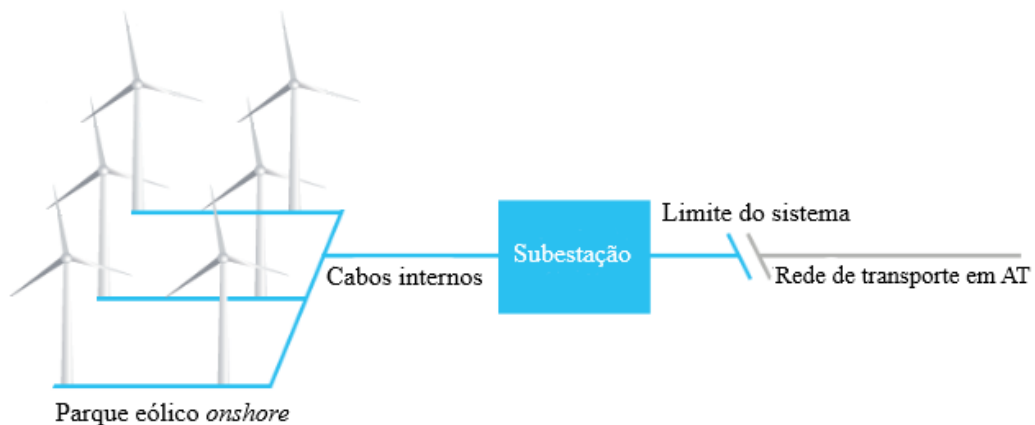 Limite do sistema
Subestação
Cabos internos
Rede de transporte em AT
Parque eólico onshore